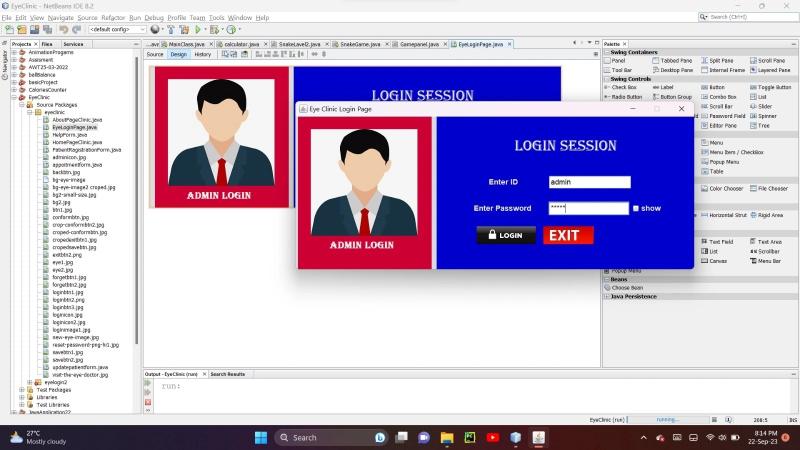 EyeClinic - NetBeans IDE 8.2
File Edit View Navigate Source Refactor Run Debug Profile Team Tools Window Help
Search (Ctrl+I)
<default config>
Projects Files Services
...ava MainClass.java calculator.java SnakeLavel2.java SnakeGame.java Gamepanel.java EyeLoginPage.java
Source Design History
Navigator
AnimationProgems
Assisment
AWT25-03-2022
ballBalance
basicProject
CaloriesCounter
EyeClinic
Source Packages
eyeclinic
AboutPageClinic.java
EyeLoginPage.java
HelpForm.java
HomePageClinic.java
PatientRagistrationForm.java
adminicon.jpg
appoitmentform.java
backbtn.jpg
bg-eye-image
bg-eye-image2 croped.jpg
bg2-small-size.jpg
bg2.jpg
btn1.jpg
conformbtn.jpg
crop-conformbtn2.jpg
croped-conformbtn.jpg
cropedexitbtn1.jpg
cropedsavebtn.jpg
exitbtn2.png
eye1.jpg
eye2.jpg
forgetbtn1.jpg
forgetbtn2.jpg
loginbtn1.jpg
loginbtn2.png
loginbtn3.jpg
loginicon.jpg
loginicon2.jpg
loginimage1.jpg
new-eye-image.jpg
reset-password-png-hi1.jpg
savebtn1.jpg
savebtn2.jpg
updatepatientform.java
visit-the-eye-doctor.jpg
eyelogin2
Test Packages
Libraries
Test Libraries
JavaApplication22
LOGIN SESSION
ADMIN LOGIN
Eye Clinic Login Page
LOGIN SESSION
Enter ID admin
Enter Password ***** show
LOGIN EXIT
ADMIN LOGIN
Palette
Swing Containers
Panel Tabbed Pane Split Pane Scroll Pane
Tool Bar Desktop Pane Internal Frame Layered Pane
Swing Controls
Check Box Label Button Toggle Button
Radio Button Button Group Combo Box List
Scroll Bar Slider
Password Field Spinner
Editor Pane Tree
Menu
Menu Item / CheckBox
Popup Menu
Table
Color Chooser File Chooser
Horizontal Strut Rigid Area
Text Field Text Area
List Scrollbar
Canvas Menu Bar
Popup Menu
Beans
Choose Bean
Java Persistence
Output - EyeClinic (run) Search Results
run:
EyeClinic (run) running... 208:5 INS
27°C
Mostly cloudy
Search
8:14 PM
22-Sep-23